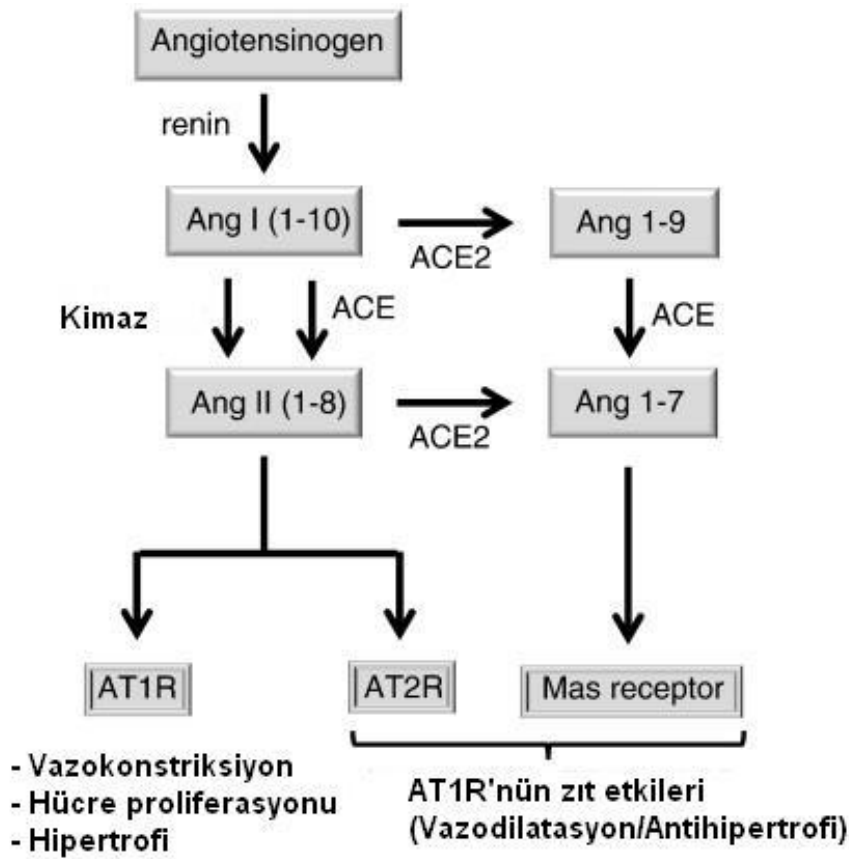 Angiotensinogen
renin
Ang I (1-10)
ACE2
Ang 1-9
Kimaz
ACE
ACE
Ang II (1-8)
ACE2
Ang 1-7
AT1R
AT2R
Mas receptor
- Vazokonstriksiyon
- Hücre proliferasyonu
- Hipertrofi
AT1R'nün zıt etkileri
(Vazodilatasyon/Antihipertrofi)